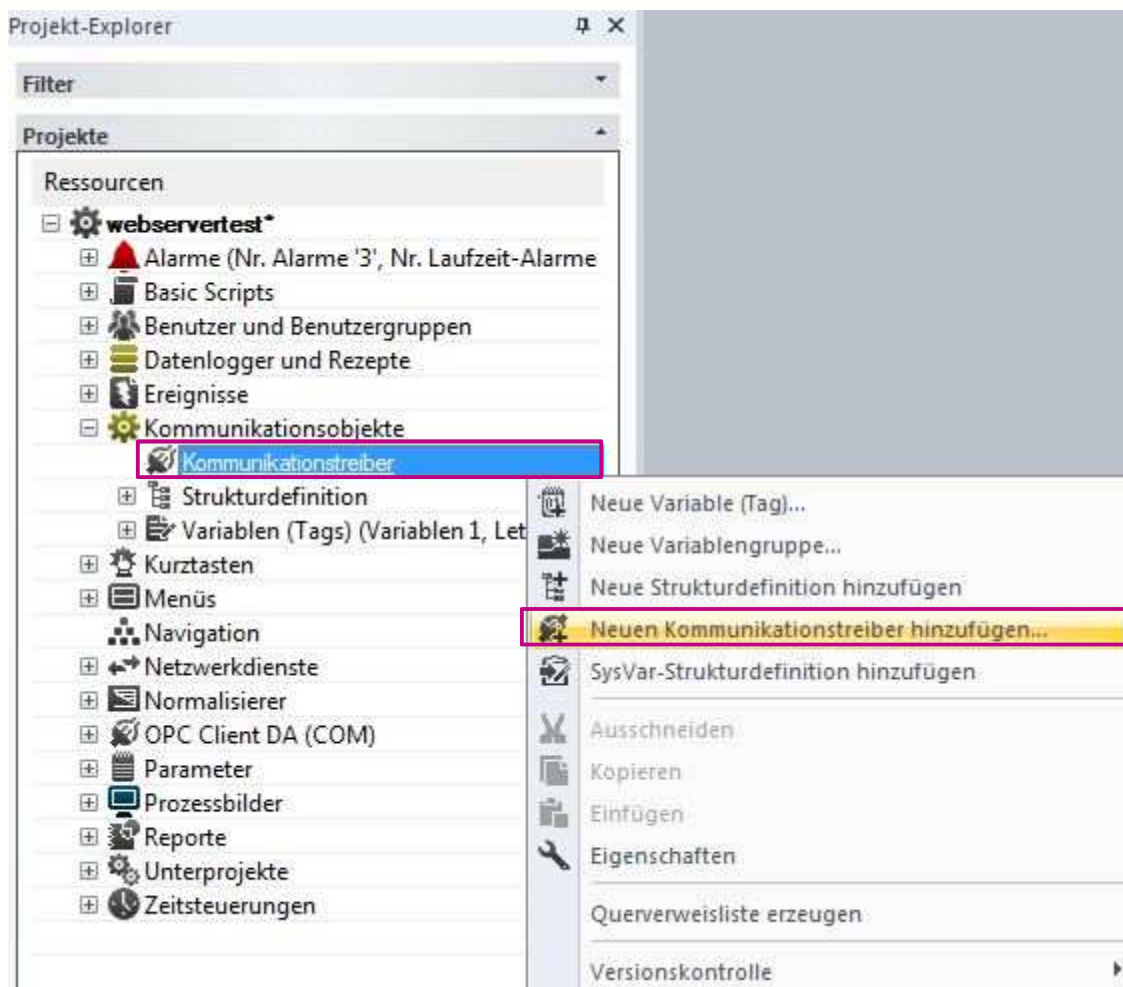 Projekt-Explorer
Filter
Projekte
Ressourcen
webservertest*
Alarme (Nr. Alarme '3', Nr. Laufzeit-Alarme
Basic Scripts
Benutzer und Benutzergruppen
Datenlogger und Rezepte
Ereignisse
Kommunikationsobjekte
Kommunikationstreiber
Strukturdefinition
Variablen (Tags) (Variablen 1, Let
Kurztasten
Menüs
Navigation
Netzwerkdienste
Normalisierer
OPC Client DA (COM)
Parameter
Prozessbilder
Reporte
Unterprojekte
Zeitsteuerungen
Neue Variable (Tag)...
Neue Variablengruppe...
Neue Strukturdefinition hinzufügen
Neuen Kommunikationstreiber hinzufügen...
SysVar-Strukturdefinition hinzufügen
Ausschneiden
Kopieren
Einfügen
Eigenschaften
Querverweisliste erzeugen
Versionskontrolle